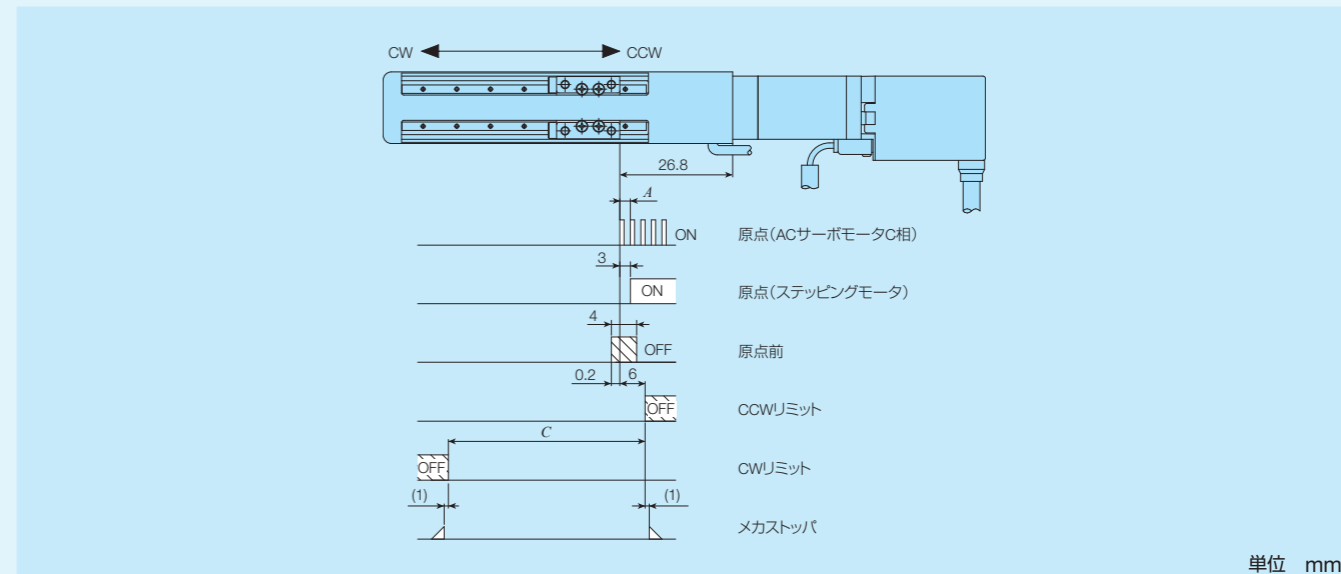 CW CCW
26.8
A
ON 原点(ACサーボモータC相)
3
ON 原点(ステッピングモータ)
4
OFF 原点前
0.2 6
OFF CCWリミット
C
OFF CWリミット
(1) (1)
メカストッパ
単位 mm